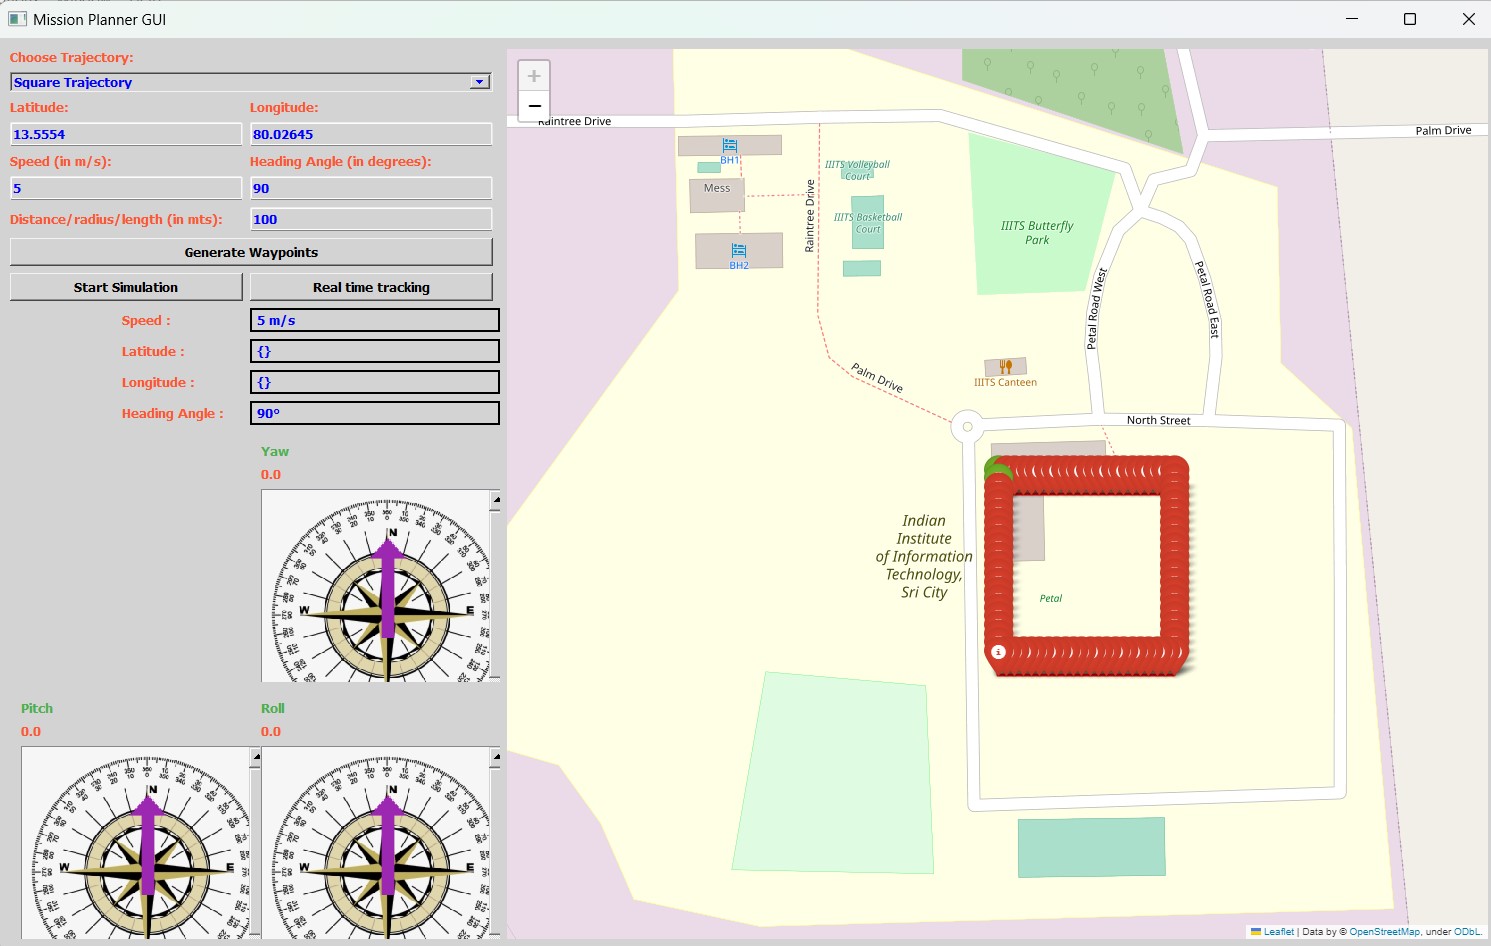 Mission Planner GUI
Choose Trajectory:
Square Trajectory
Latitude:
Longitude:
13.5554
80.02645
Speed (in m/s):
Heading Angle (in degrees):
5
90
Distance/radius/length (in mts):
100
Generate Waypoints
Start Simulation
Real time tracking
Speed :
5 m/s
Latitude :
{}
Longitude :
{}
Heading Angle :
90°
Yaw
0.0
N
W
E
Pitch
0.0
N
W
E
Roll
0.0
N
W
E
+
−
Raintree Drive
Palm Drive
BH1
Mess
BH2
Raintree Drive
IIITS Volleyball
Court
IIITS Basketball
Court
IIITS Butterfly
Park
Petal Road West
Petal Road East
Palm Drive
IIITS Canteen
North Street
Indian
Institute
of Information
Technology,
Sri City
Petal
i
Leaflet | Data by © OpenStreetMap, under ODbL.